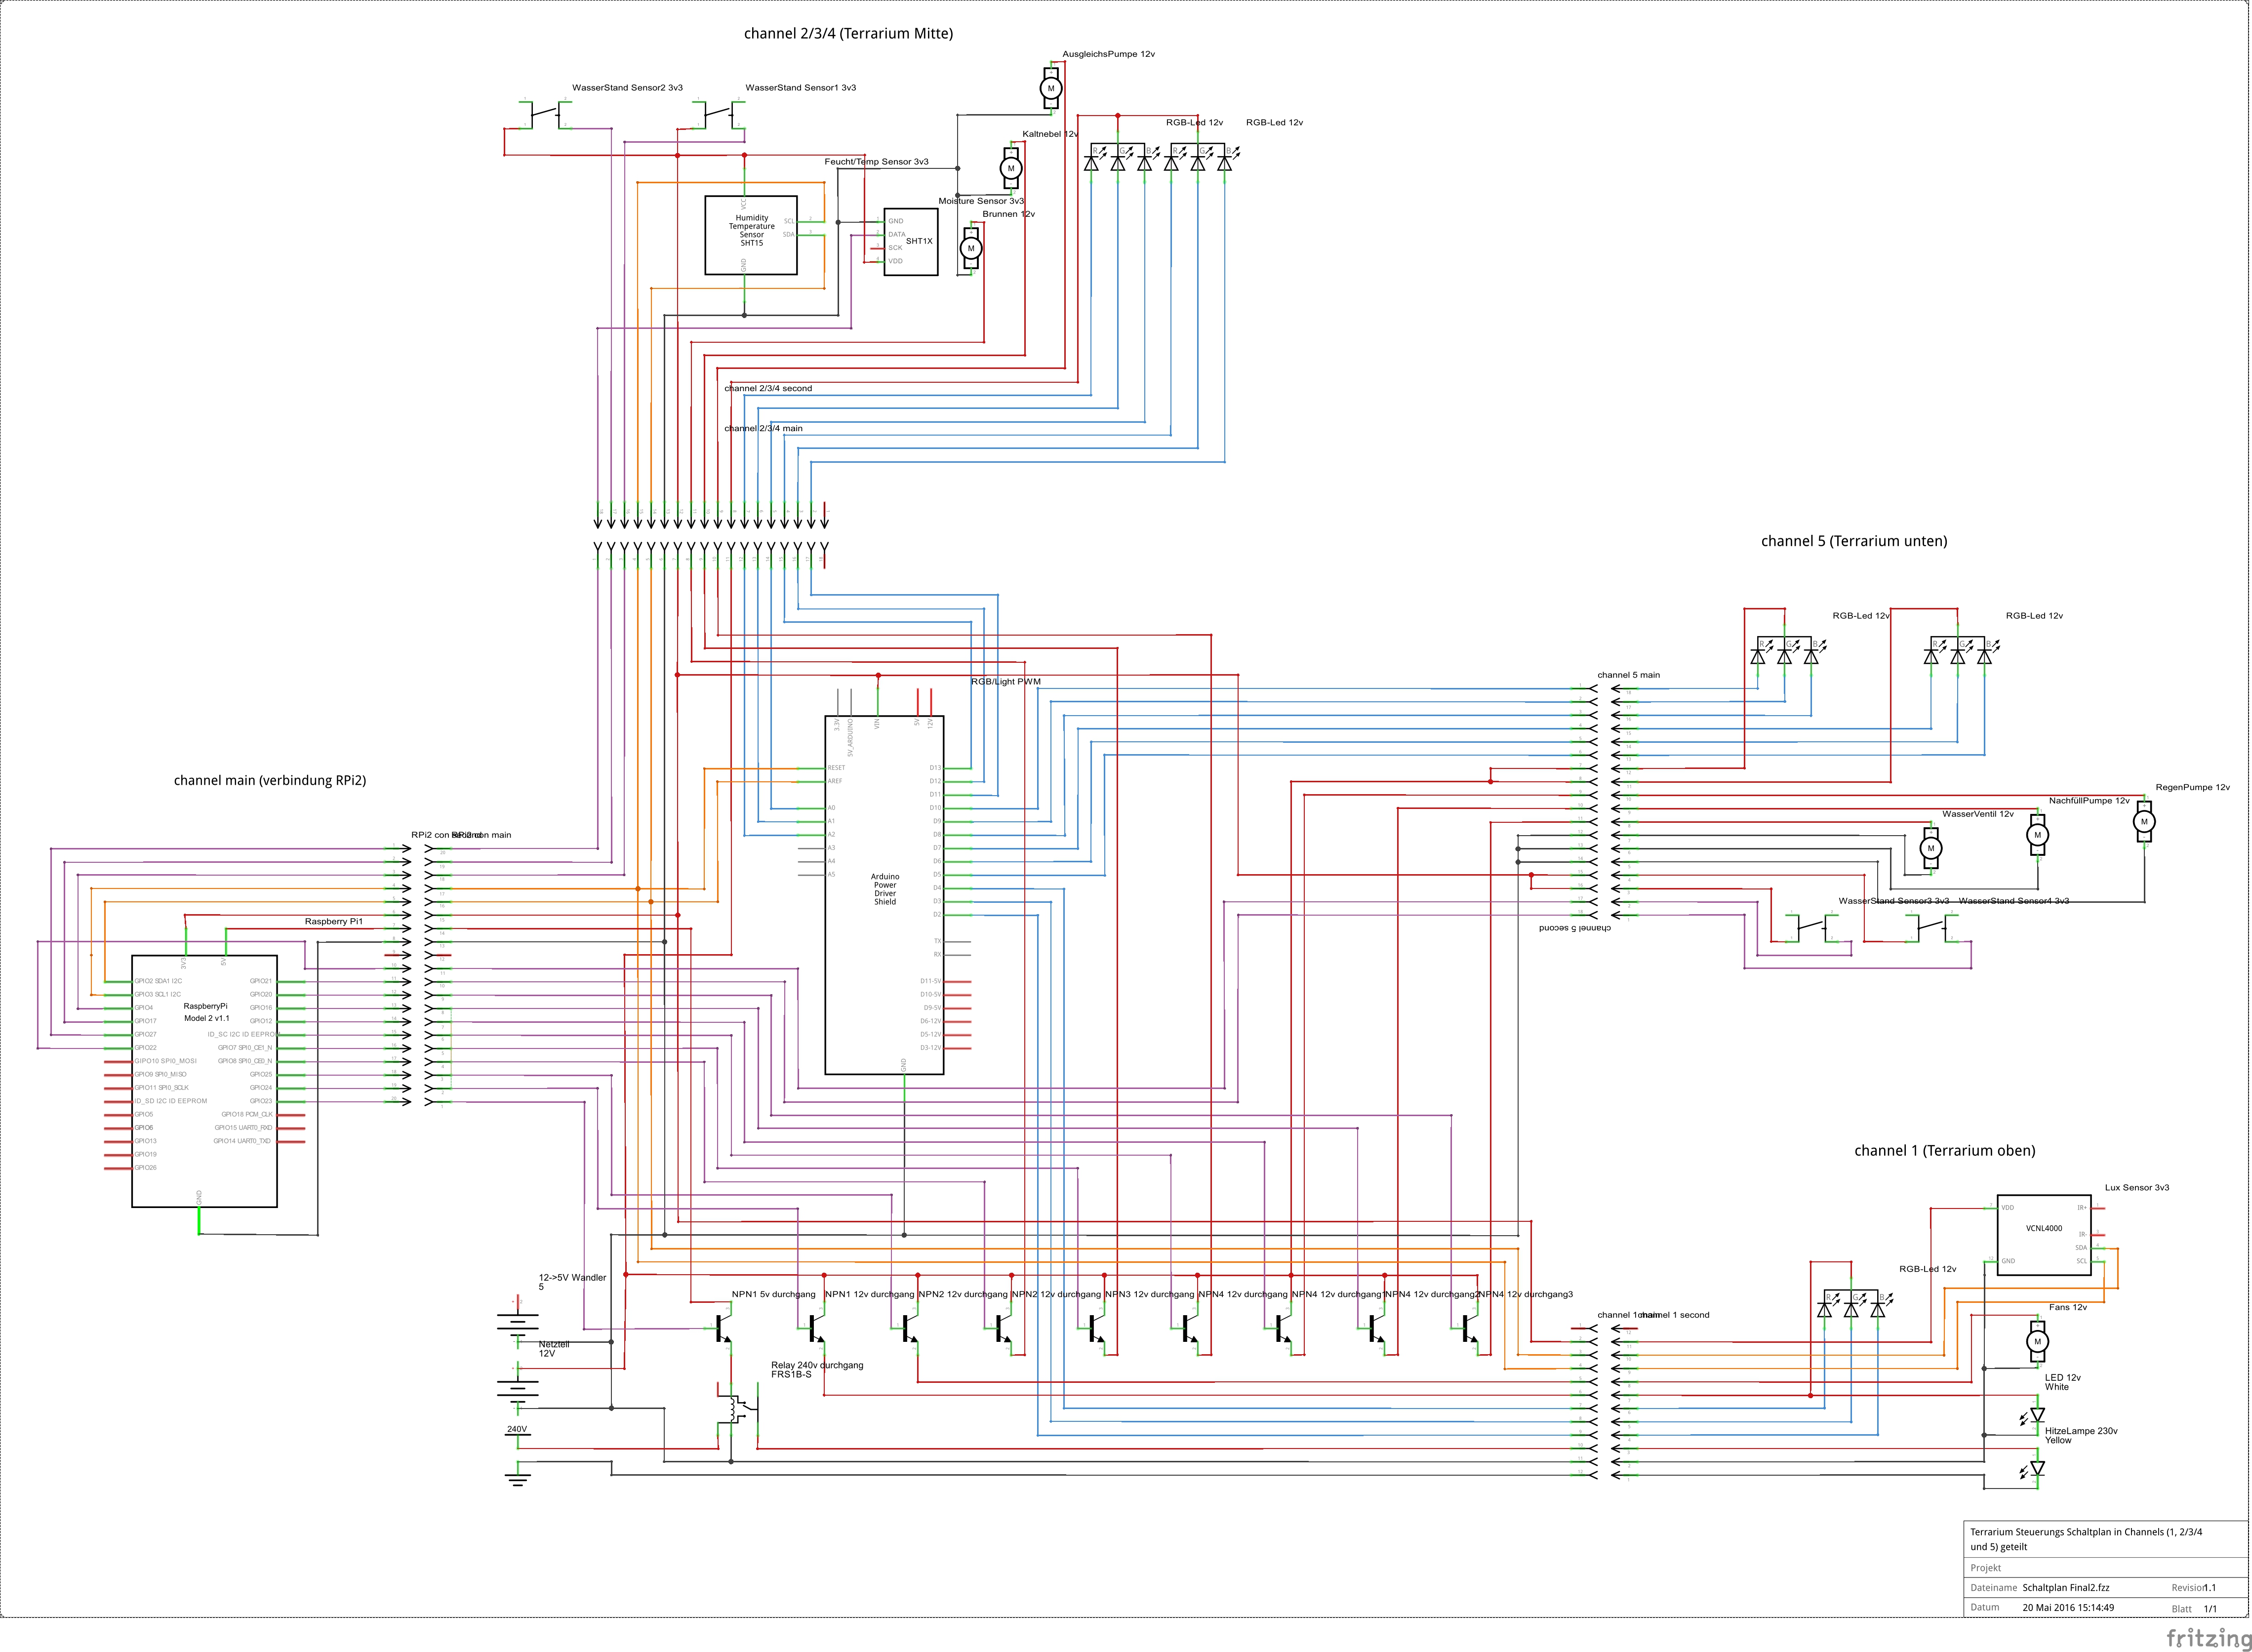 channel 2/3/4 (Terrarium Mitte)
AusgleichsPumpe 12v
WasserStand Sensor2 3v3
WasserStand Sensor1 3v3
RGB-Led 12v
RGB-Led 12v
Kaltnebel 12v
Feucht/Temp Sensor 3v3
Moisture Sensor 3v3
Brunnen 12v
M
M
M
R
G
B
R
G
B
VCC
Humidity
Temperature
Sensor
SHT15
SCL
SDA
GND
GND
DATA
SCK
VDD
SHT1X
channel 2/3/4 second
channel 2/3/4 main
channel 5 (Terrarium unten)
RGB-Led 12v
RGB-Led 12v
R
G
B
R
G
B
channel 5 main
RGB/Light PWM
3.3V
5V_ARDUINO
VIN
5V
12V
RESET
AREF
A0
A1
A2
A3
A4
A5
Arduino
Power
Driver
Shield
D13
D12
D11
D10
D9
D8
D7
D6
D5
D4
D3
D2
TX
RX
D11-5V
D10-5V
D9-5V
D6-12V
D5-12V
D3-12V
GND
RegenPumpe 12v
NachfüllPumpe 12v
WasserVentil 12v
M
M
M
WasserStand Sensor3 3v3
WasserStand Sensor4 3v3
channel 5 second
channel main (verbindung RPi2)
RPi2 con main
Raspberry Pi1
3V3
5V
RaspberryPi
Model 2 v1.1
GPIO2 SDA1 I2C
GPIO3 SCL1 I2C
GPIO4
GPIO17
GPIO27
GPIO22
GIPO10 SPI0_MOSI
GPIO9 SPI0_MISO
GPIO11 SPI0_SCLK
ID_SD I2C ID EEPROM
GPIO5
GPIO6
GPIO13
GPIO19
GPIO26
GPIO21
GPIO20
GPIO16
GPIO12
ID_SC I2C ID EEPROM
GPIO7 SPI0_CE1_N
GPIO8 SPI0_CE0_N
GPIO25
GPIO24
GPIO23
GPIO18 PCM_CLK
GPIO15 UART0_RXD
GPIO14 UART0_TXD
GND
channel 1 (Terrarium oben)
Lux Sensor 3v3
VDD
GND
VCNL4000
IR+
IR-
SDA
SCL
RGB-Led 12v
R
G
B
Fans 12v
M
LED 12v
White
HitzeLampe 230v
Yellow
channel 1 main
channel 1 second
12->5V Wandler
5
Netzteil
12V
240V
NPN1 5v durchgang
NPN1 12v durchgang
NPN2 12v durchgang
NPN2 12v durchgang
NPN3 12v durchgang
NPN4 12v durchgang
NPN4 12v durchgang1
NPN4 12v durchgang2
NPN4 12v durchgang3
Relay 240v durchgang
FRS1B-S
Terrarium Steuerungs Schaltplan in Channels (1, 2/3/4
und 5) geteilt
Projekt
Dateiname Schaltplan Final2.fzz Revision 1.1
Datum 20 Mai 2016 15:14:49 Blatt 1/1
fritzing